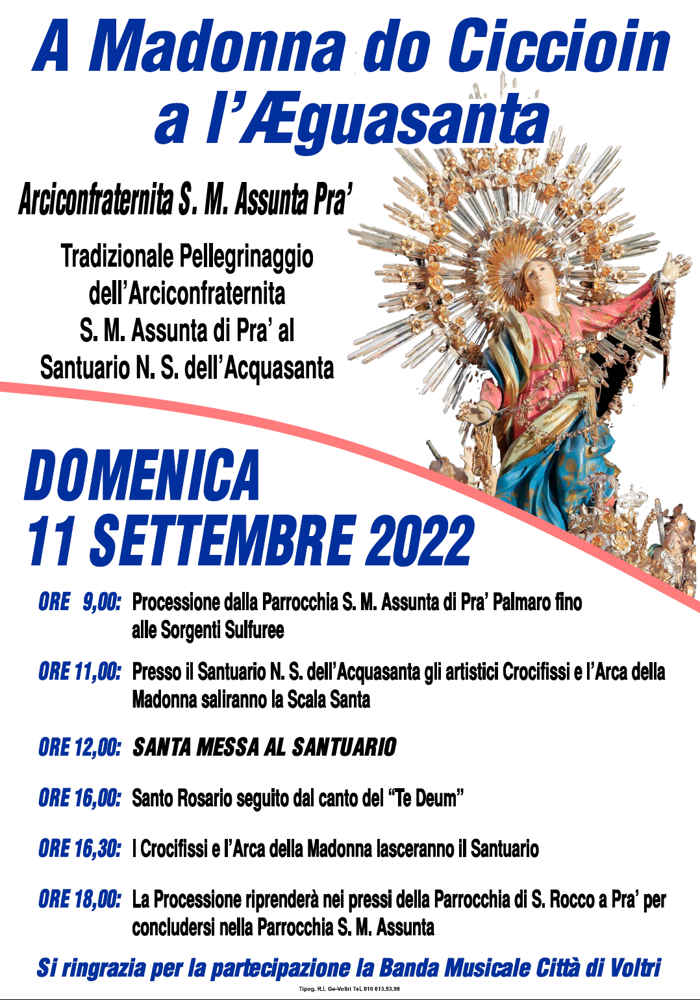 A Madonna do Ciccioin
a l'Æguasanta
Arciconfraternita S. M. Assunta Pra'
Tradizionale Pellegrinaggio
dell'Arciconfraternita
S. M. Assunta di Pra' al
Santuario N. S. dell'Acquasanta
DOMENICA
11 SETTEMBRE 2022
ORE 9,00: Processione dalla Parrocchia S. M. Assunta di Pra' Palmaro fino
alle Sorgenti Sulfuree
ORE 11,00: Presso il Santuario N. S. dell'Acquasanta gli artistici Crocifissi e l'Arca della
Madonna saliranno la Scala Santa
ORE 12,00: SANTA MESSA AL SANTUARIO
ORE 16,00: Santo Rosario seguito dal canto del “Te Deum”
ORE 16,30: I Crocifissi e l'Arca della Madonna lasceranno il Santuario
ORE 18,00: La Processione riprenderà nei pressi della Parrocchia di S. Rocco a Pra' per
concludersi nella Parrocchia S. M. Assunta
Si ringrazia per la partecipazione la Banda Musicale Città di Voltri
Tipog. R.I. Ge-Voltri Tel. 010 613.53.98